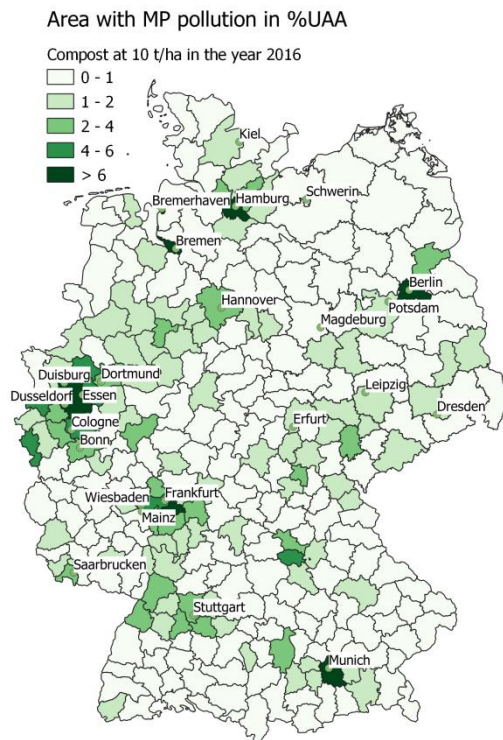 Area with MP pollution in %UAA
Compost at 10 t/ha in the year 2016
0 - 1
1 - 2
2 - 4
4 - 6
> 6
Kiel
Schwerin
Bremerhaven
Hamburg
Bremen
Berlin
Potsdam
Hannover
Magdeburg
Duisburg
Dortmund
Dusseldorf
Essen
Leipzig
Dresden
Cologne
Erfurt
Bonn
Wiesbaden
Frankfurt
Mainz
Saarbrucken
Stuttgart
Munich